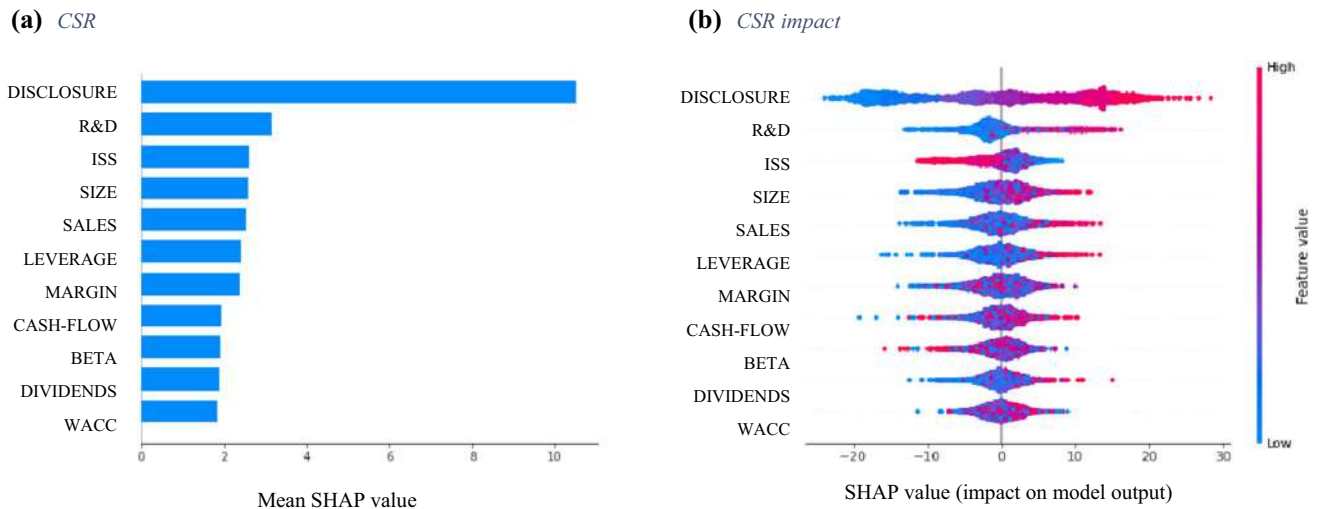 (a) CSR
DISCLOSURE
R&D
ISS
SIZE
SALES
LEVERAGE
MARGIN
CASH-FLOW
BETA
DIVIDENDS
WACC
0 2 4 6 8 10
Mean SHAP value
(b) CSR impact
DISCLOSURE
R&D
ISS
SIZE
SALES
LEVERAGE
MARGIN
CASH-FLOW
BETA
DIVIDENDS
WACC
−20 −10 0 10 20 30
SHAP value (impact on model output)
High
Feature value
Low